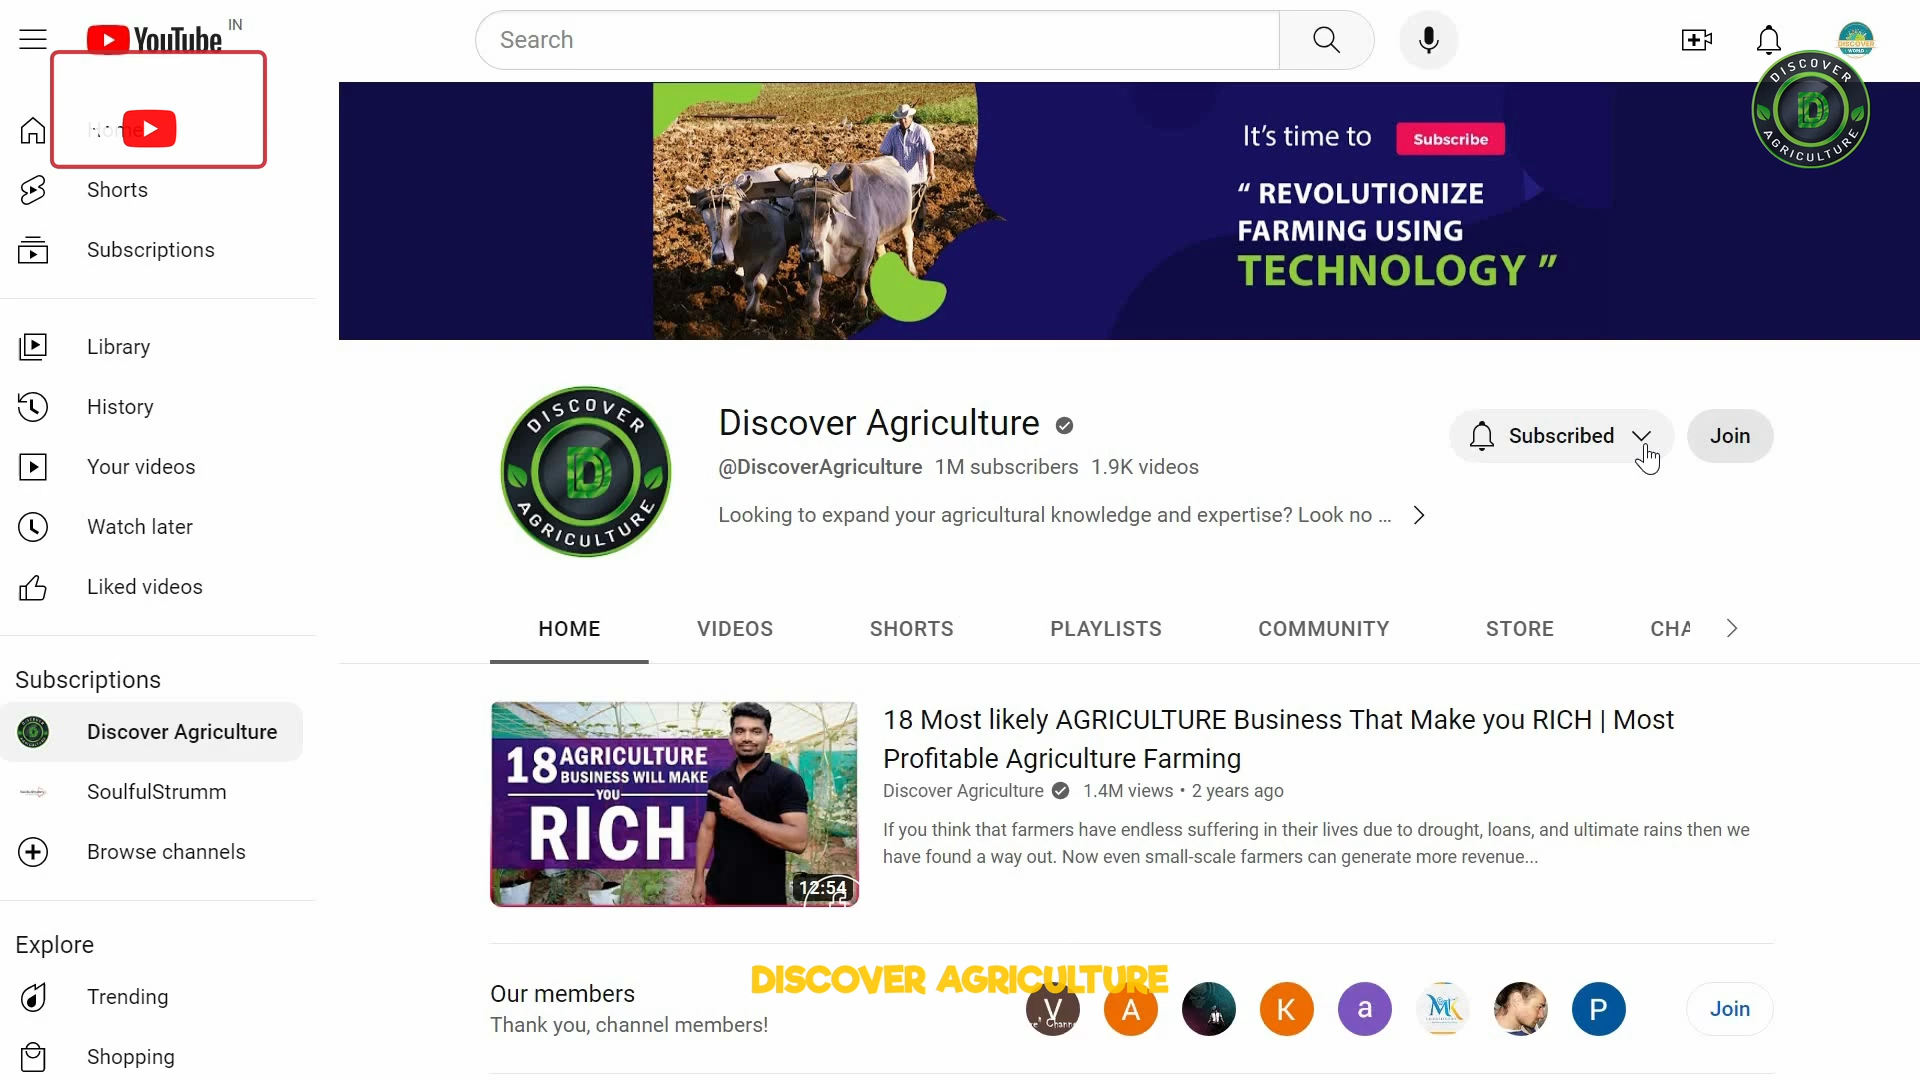 YouTube IN
Search
Home
Shorts
Subscriptions
Library
History
Your videos
Watch later
Liked videos
Subscriptions
Discover Agriculture
SoulfulStrumm
Browse channels
Explore
Trending
Shopping
It's time to Subscribe
“ REVOLUTIONIZE
FARMING USING
TECHNOLOGY ”
DISCOVER
WORLD
DISCOVER
D
AGRICULTURE
DISCOVER
D
AGRICULTURE
Discover Agriculture
@DiscoverAgriculture 1M subscribers 1.9K videos
Looking to expand your agricultural knowledge and expertise? Look no ...
Subscribed
Join
HOME VIDEOS SHORTS PLAYLISTS COMMUNITY STORE CHA
18 AGRICULTURE
BUSINESS WILL MAKE
YOU
RICH
12:54
18 Most likely AGRICULTURE Business That Make you RICH | Most
Profitable Agriculture Farming
Discover Agriculture 1.4M views • 2 years ago
If you think that farmers have endless suffering in their lives due to drought, loans, and ultimate rains then we
have found a way out. Now even small-scale farmers can generate more revenue...
Our members
Thank you, channel members!
DISCOVER AGRICULTURE
V A K a MK P
Join